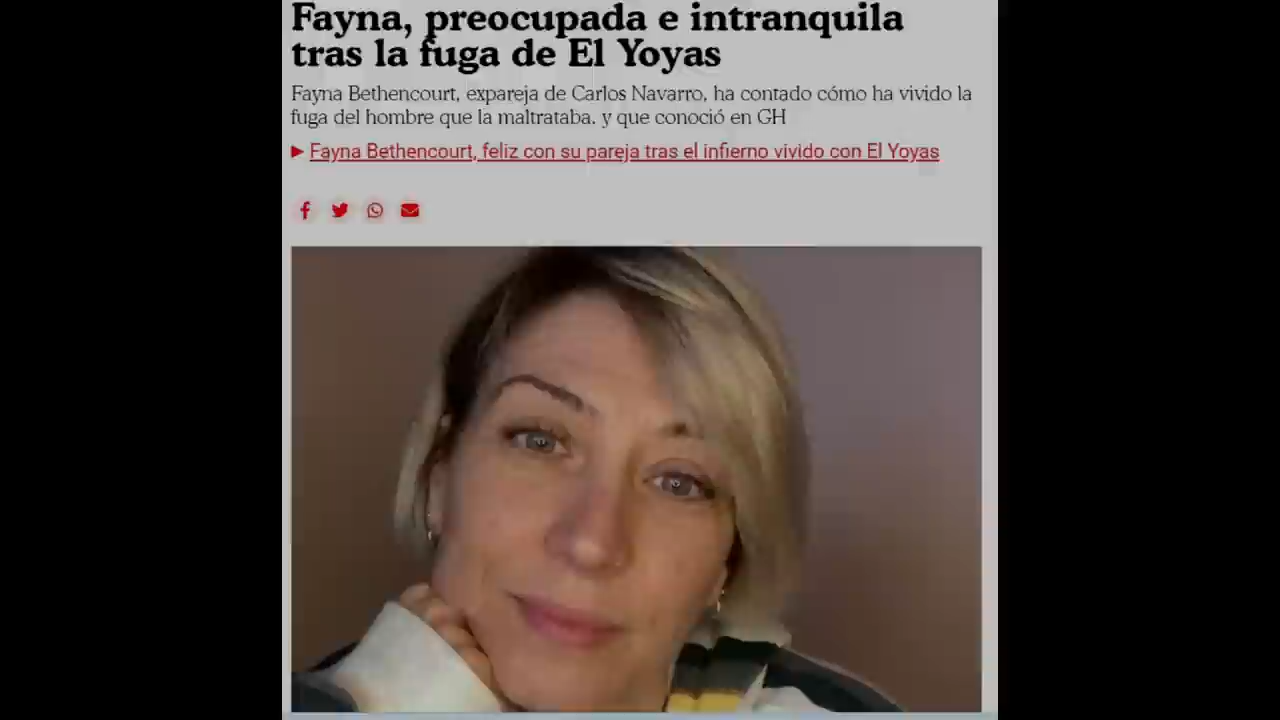 Fayna, preocupada e intranquila
tras la fuga de El Yoyas
Fayna Bethencourt, expareja de Carlos Navarro, ha contado cómo ha vivido la
fuga del hombre que la maltrataba. y que conoció en GH
Fayna Bethencourt, feliz con su pareja tras el infierno vivido con El Yoyas